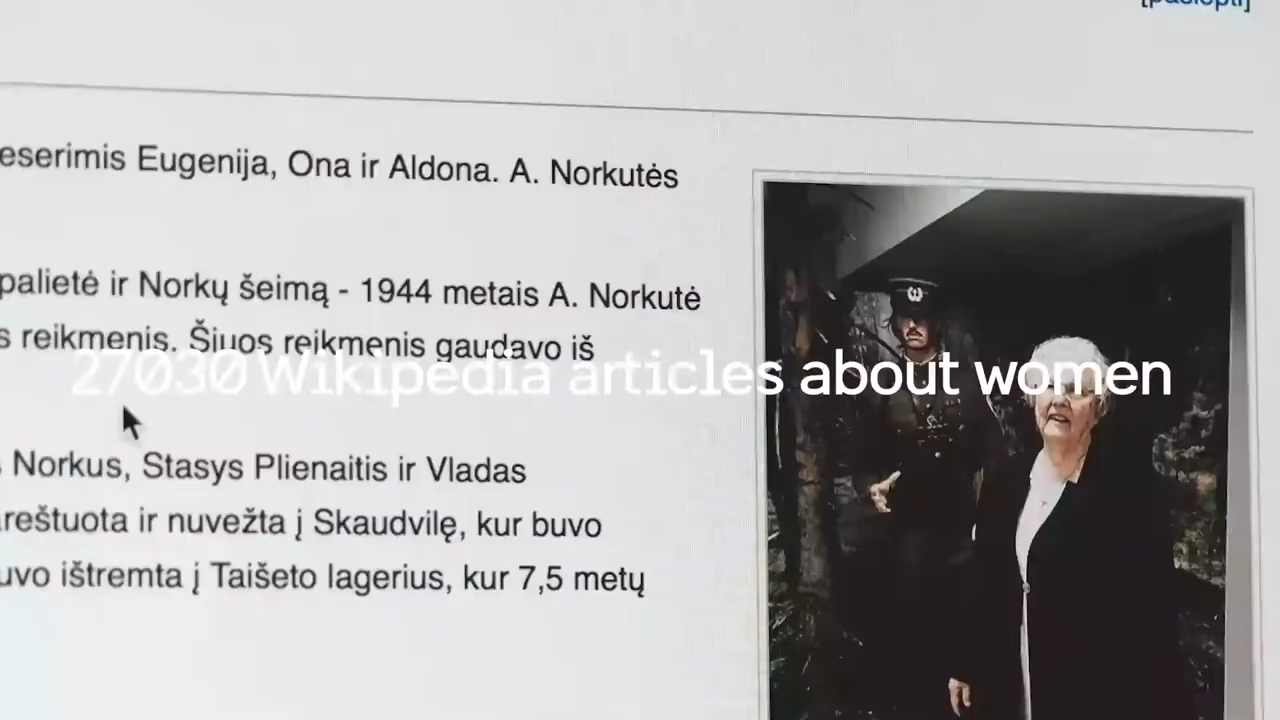 [paslėpti]
eserimis Eugenija, Ona ir Aldona. A. Norkutės
palietė ir Norkų šeimą - 1944 metais A. Norkutė
s reikmenis. Šiuos reikmenis gaudavo iš
27030 Wikipedia articles about women
Norkus, Stasys Plienaitis ir Vladas
areštuota ir nuvežta į Skaudvilę, kur buvo
uvo ištremta į Taišeto lagerius, kur 7,5 metų